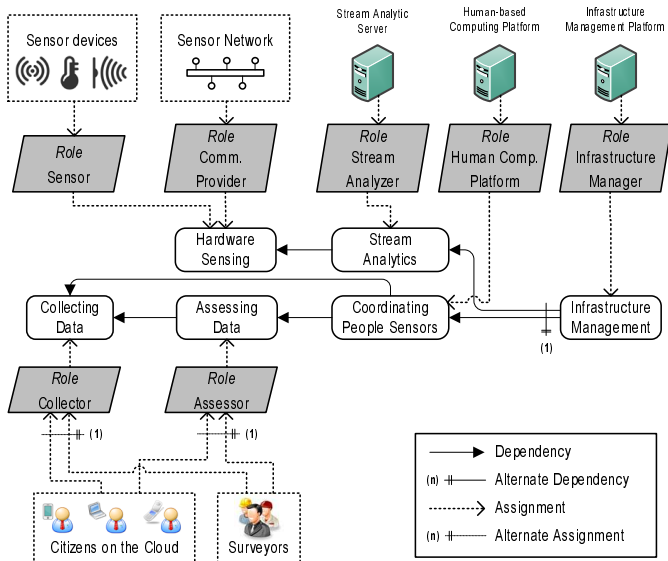 Stream Analytic
Server
Human-based
Computing Platform
Infrastructure
Management Platform
Sensor devices
Sensor Network
Role
Sensor
Role
Comm.
Provider
Role
Stream
Analyzer
Role
Human Comp.
Platform
Role
Infrastructure
Manager
Hardware
Sensing
Stream
Analytics
Collecting
Data
Assessing
Data
Coordinating
People Sensors
Infrastructure
Management
(1)
Role
Collector
Role
Assessor
(1)
(1)
Citizens on the Cloud
Surveyors
Dependency
(n) Alternate Dependency
Assignment
(n) Alternate Assignment